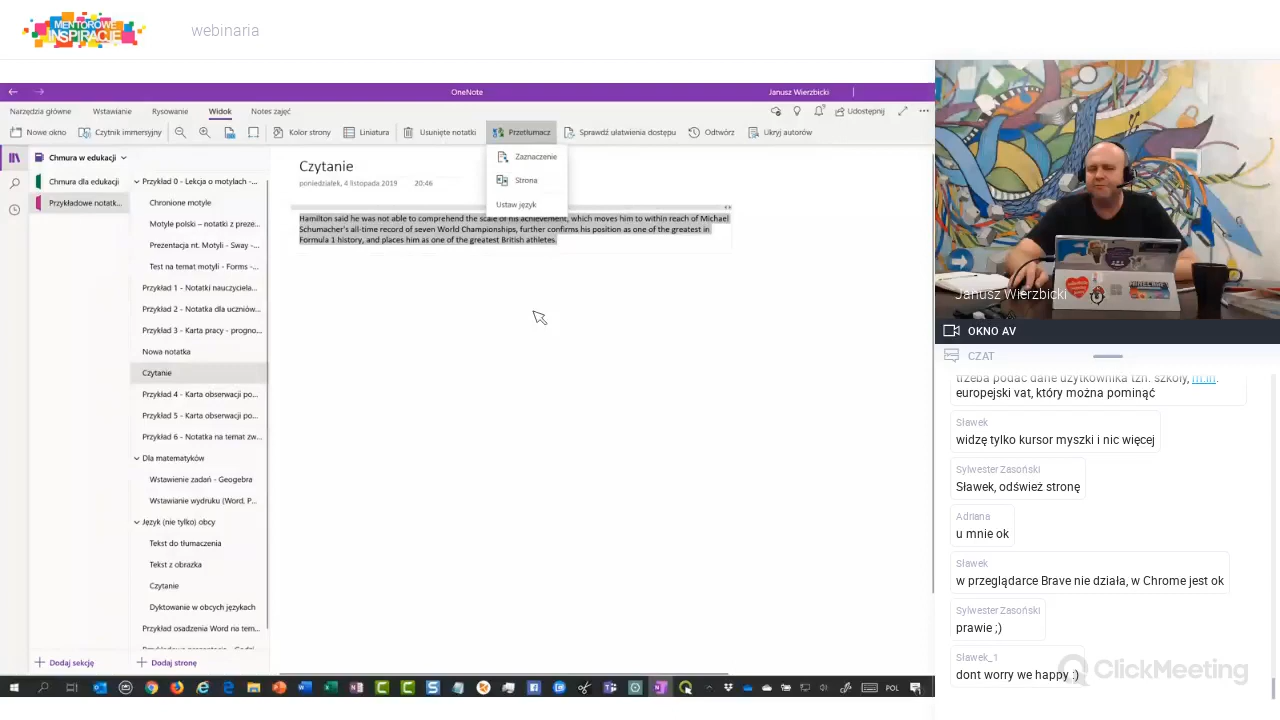 MENTOROWE
INSPIRACJE
webinaria
OneNote
Janusz Wierzbicki
Narzędzia główne
Wstawianie
Rysowanie
Widok
Notes zajęć
Udostępnij
Nowe okno
Czytnik immersyjny
Kolor strony
Liniatura
Usunięte notatki
Przetłumacz
Sprawdź ułatwienia dostępu
Odtwórz
Ukryj autorów
Zaznaczenie
Strona
Ustaw język
Chmura w edukacji
Chmura dla edukacji
Przykładowe notatk...
Przykład 0 - Lekcja o motylach -...
Chronione motyle
Motyle polski – notatki z preze...
Prezentacja nt. Motyli - Sway -...
Test na temat motyli - Forms -...
Przykład 1 - Notatki nauczyciela...
Przykład 2 - Notatka dla uczniów...
Przykład 3 - Karta pracy - progno...
Nowa notatka
Czytanie
Przykład 4 - Karta obserwacji po...
Przykład 5 - Karta obserwacji po...
Przykład 6 - Notatka na temat zw...
Dla matematyków
Wstawienie zadań - Geogebra
Wstawianie wydruku (Word, P...
Język (nie tylko) obcy
Tekst do tłumaczenia
Tekst z obrazka
Czytanie
Dyktowanie w obcych językach
Przykład osadzenia Word na tem...
Dodaj sekcję
Dodaj stronę
Czytanie
poniedziałek, 4 listopada 2019
20:46
Hamilton said he was not able to comprehend the scale of his achievement, which moves him to within reach of Michael
Schumacher's all-time record of seven World Championships, further confirms his position as one of the greatest in
Formula 1 history, and places him as one of the greatest British athletes.
POL
Janusz Wierzbicki
OKNO AV
CZAT
trzeba podać dane użytkownika tzn. szkoły, m.in.
europejski vat, który można pominąć
Sławek
widzę tylko kursor myszki i nic więcej
Sylwester Zasoński
Sławek, odśwież stronę
Adriana
u mnie ok
Sławek
w przeglądarce Brave nie działa, w Chrome jest ok
Sylwester Zasoński
prawie ;)
Sławek_1
dont worry we happy :)
ClickMeeting